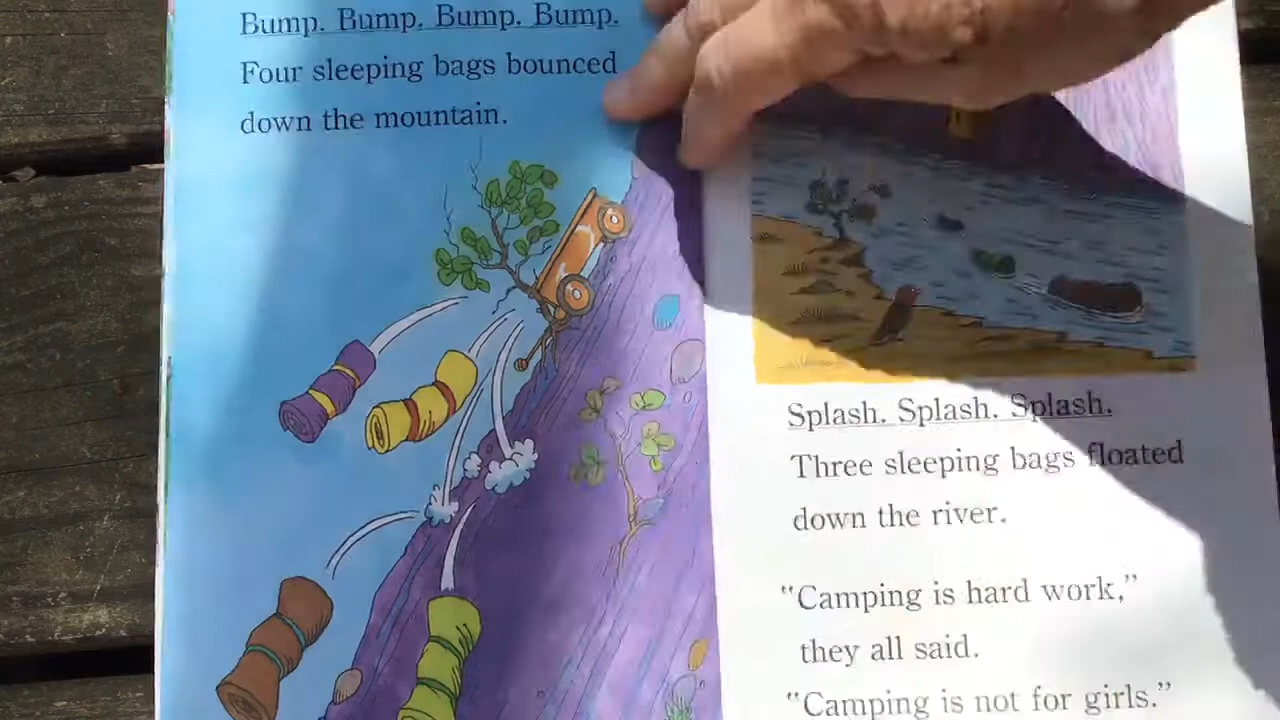 Bump. Bump. Bump. Bump.
Four sleeping bags bounced
down the mountain.
Splash. Splash. Splash.
Three sleeping bags floated
down the river.
"Camping is hard work,"
they all said.
"Camping is not for girls."